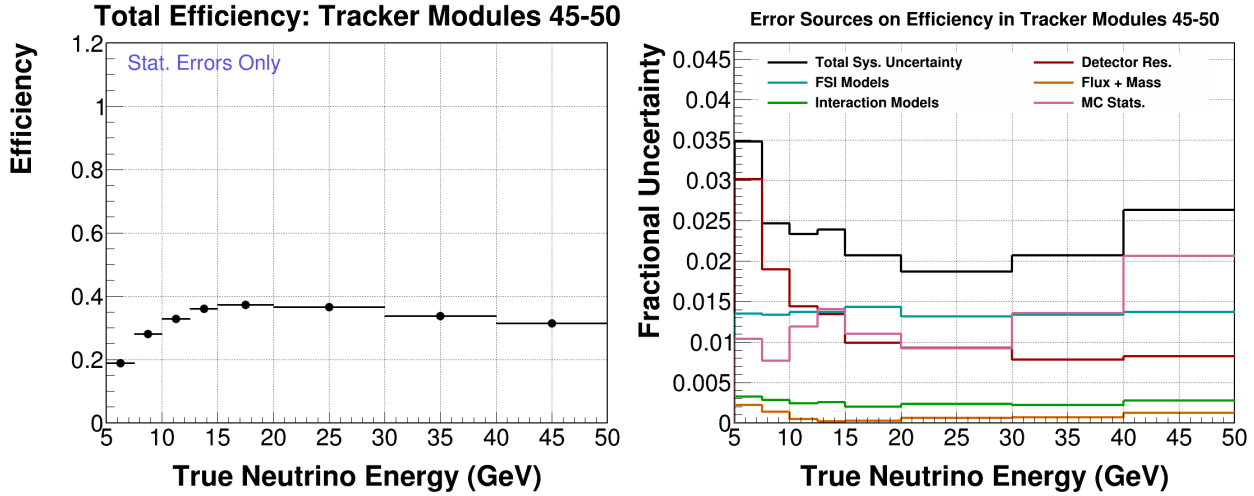 Total Efficiency: Tracker Modules 45-50
Stat. Errors Only
Efficiency
1.2
1
0.8
0.6
0.4
0.2
0
5 10 15 20 25 30 35 40 45 50
True Neutrino Energy (GeV)
Error Sources on Efficiency in Tracker Modules 45-50
Total Sys. Uncertainty
FSI Models
Interaction Models
Detector Res.
Flux + Mass
MC Stats.
Fractional Uncertainty
0.045
0.04
0.035
0.03
0.025
0.02
0.015
0.01
0.005
0
5 10 15 20 25 30 35 40 45 50
True Neutrino Energy (GeV)